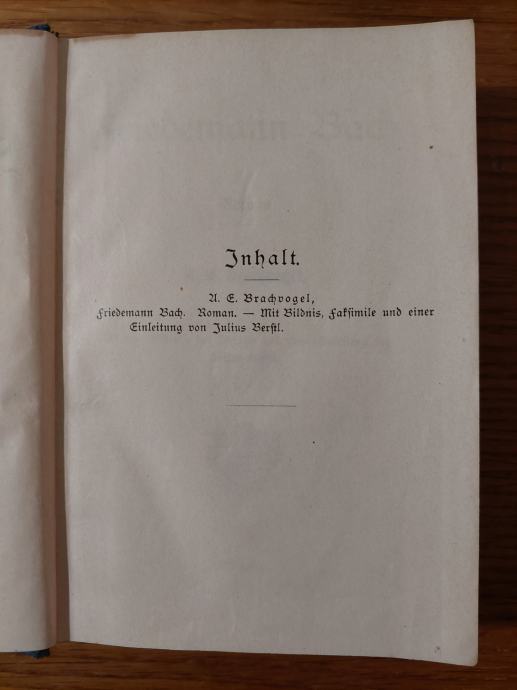 Inhalt.
A. E. Brachvogel,
Friedemann Bach. Roman. — Mit Bildnis, Faksimile und einer
Einleitung von Julius Berstl.